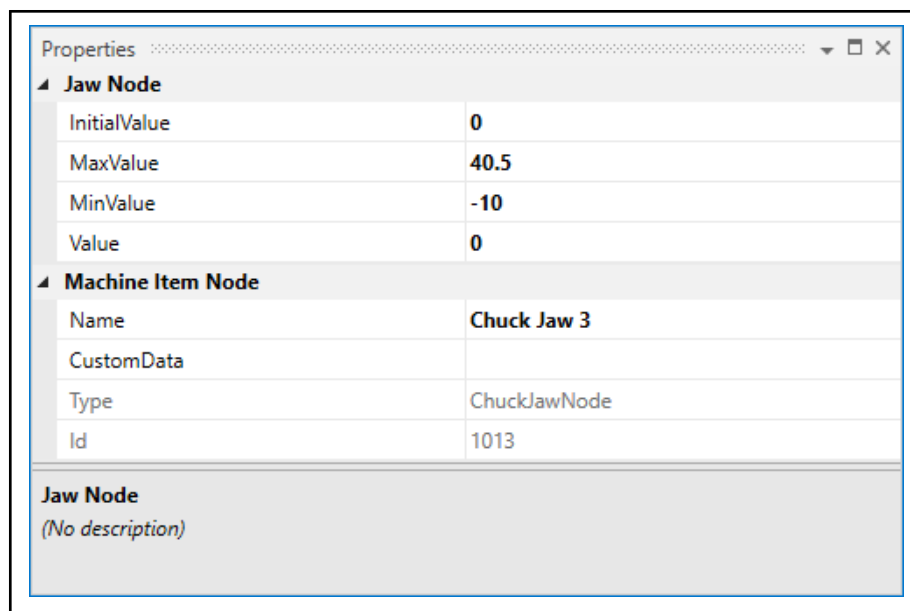 Properties
Jaw Node
InitialValue 0
MaxValue 40.5
MinValue -10
Value 0
Machine Item Node
Name Chuck Jaw 3
CustomData
Type ChuckJawNode
Id 1013
Jaw Node
(No description)